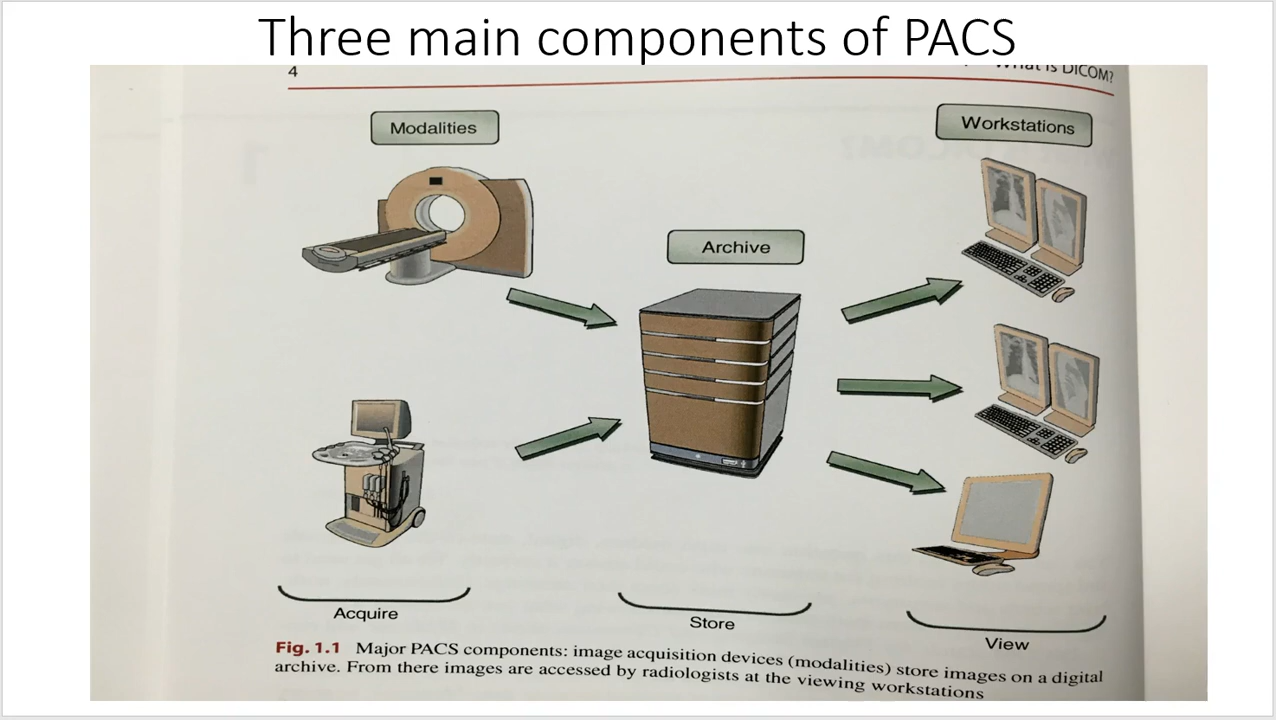 Three main components of PACS
4
What is DICOM?
Modalities
Workstations
Archive
Acquire
Store
View
Fig. 1.1 Major PACS components: image acquisition devices (modalities) store images on a digital
archive. From there images are accessed by radiologists at the viewing workstations